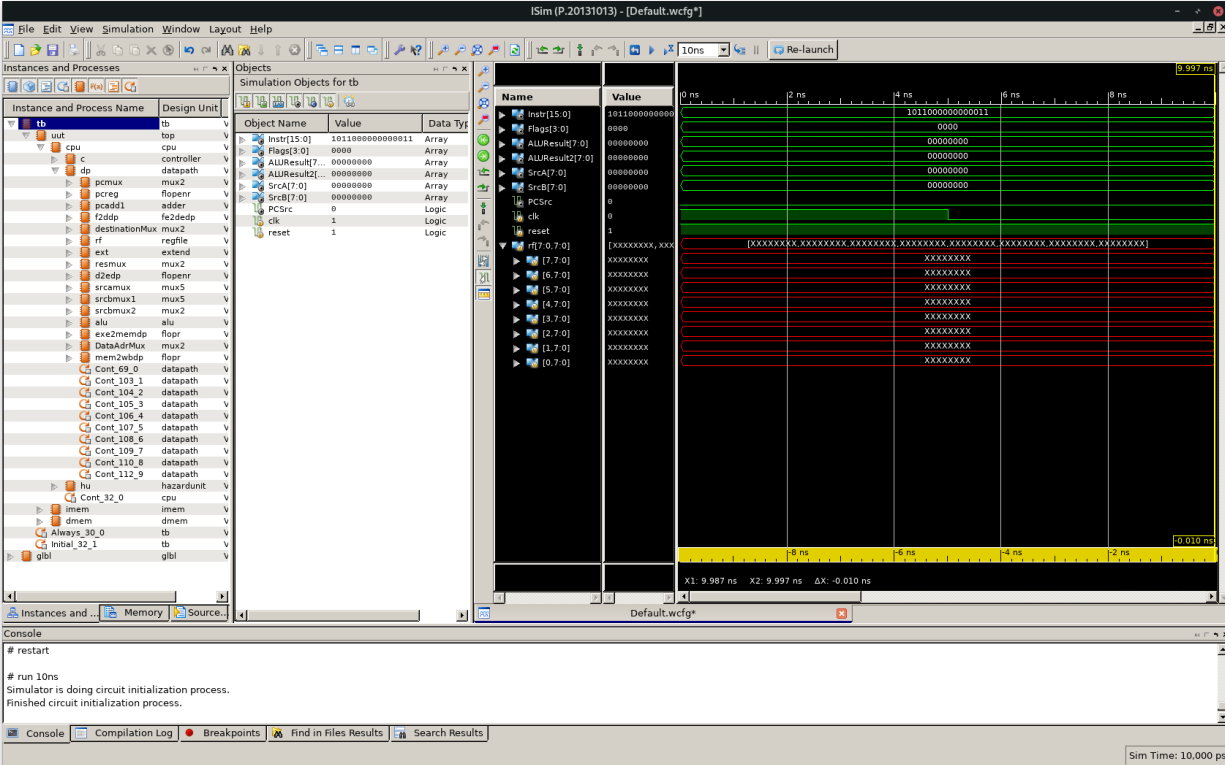 ISim (P.20131013) - [Default.wcfg*]
File Edit View Simulation Window Layout Help
10ns
Re-launch
Instances and Processes
Instance and Process Name Design Unit
tb tb
uut top
cpu cpu
c controller
dp datapath
pcmux mux2
pcreg flopenr
pcadd1 adder
f2ddp fe2dedp
destinationMux mux2
rf regfile
ext extend
resmux mux2
d2edp flopenr
srcamux mux5
srcbmux1 mux5
srcbmux2 mux2
alu alu
exe2memdp flopr
DataAdrMux mux2
mem2wbdp flopr
Cont_69_0 datapath
Cont_103_1 datapath
Cont_104_2 datapath
Cont_105_3 datapath
Cont_106_4 datapath
Cont_107_5 datapath
Cont_108_6 datapath
Cont_109_7 datapath
Cont_110_8 datapath
Cont_112_9 datapath
hu hazardunit
Cont_32_0 cpu
imem imem
dmem dmem
Always_30_0 tb
Initial_32_1 tb
glbl glbl
Instances and ... Memory Source...
Objects
Simulation Objects for tb
Object Name Value Data Typ
Instr[15:0] 1011000000000011 Array
Flags[3:0] 0000 Array
ALUResult[7... 00000000 Array
ALUResult2[... 00000000 Array
SrcA[7:0] 00000000 Array
SrcB[7:0] 00000000 Array
PCSrc 0 Logic
clk 1 Logic
reset 1 Logic
Name Value
Instr[15:0] 1011000000000
Flags[3:0] 0000
ALUResult[7:0] 00000000
ALUResult2[7:0] 00000000
SrcA[7:0] 00000000
SrcB[7:0] 00000000
PCSrc 0
clk 0
reset 1
rf[7:0,7:0] [XXXXXXXX,XXX
[7,7:0] XXXXXXXX
[6,7:0] XXXXXXXX
[5,7:0] XXXXXXXX
[4,7:0] XXXXXXXX
[3,7:0] XXXXXXXX
[2,7:0] XXXXXXXX
[1,7:0] XXXXXXXX
[0,7:0] XXXXXXXX
9.997 ns
0 ns 2 ns 4 ns 6 ns 8 ns
1011000000000011
0000
00000000
00000000
00000000
00000000
[XXXXXXXX,XXXXXXXX,XXXXXXXX,XXXXXXXX,XXXXXXXX,XXXXXXXX,XXXXXXXX,XXXXXXXX]
XXXXXXXX
XXXXXXXX
XXXXXXXX
XXXXXXXX
XXXXXXXX
XXXXXXXX
XXXXXXXX
XXXXXXXX
-0.010 ns
-8 ns -6 ns -4 ns -2 ns
X1: 9.987 ns X2: 9.997 ns ΔX: -0.010 ns
Default.wcfg*
Console
# restart
# run 10ns
Simulator is doing circuit initialization process.
Finished circuit initialization process.
Console Compilation Log Breakpoints Find in Files Results Search Results
Sim Time: 10,000 ps